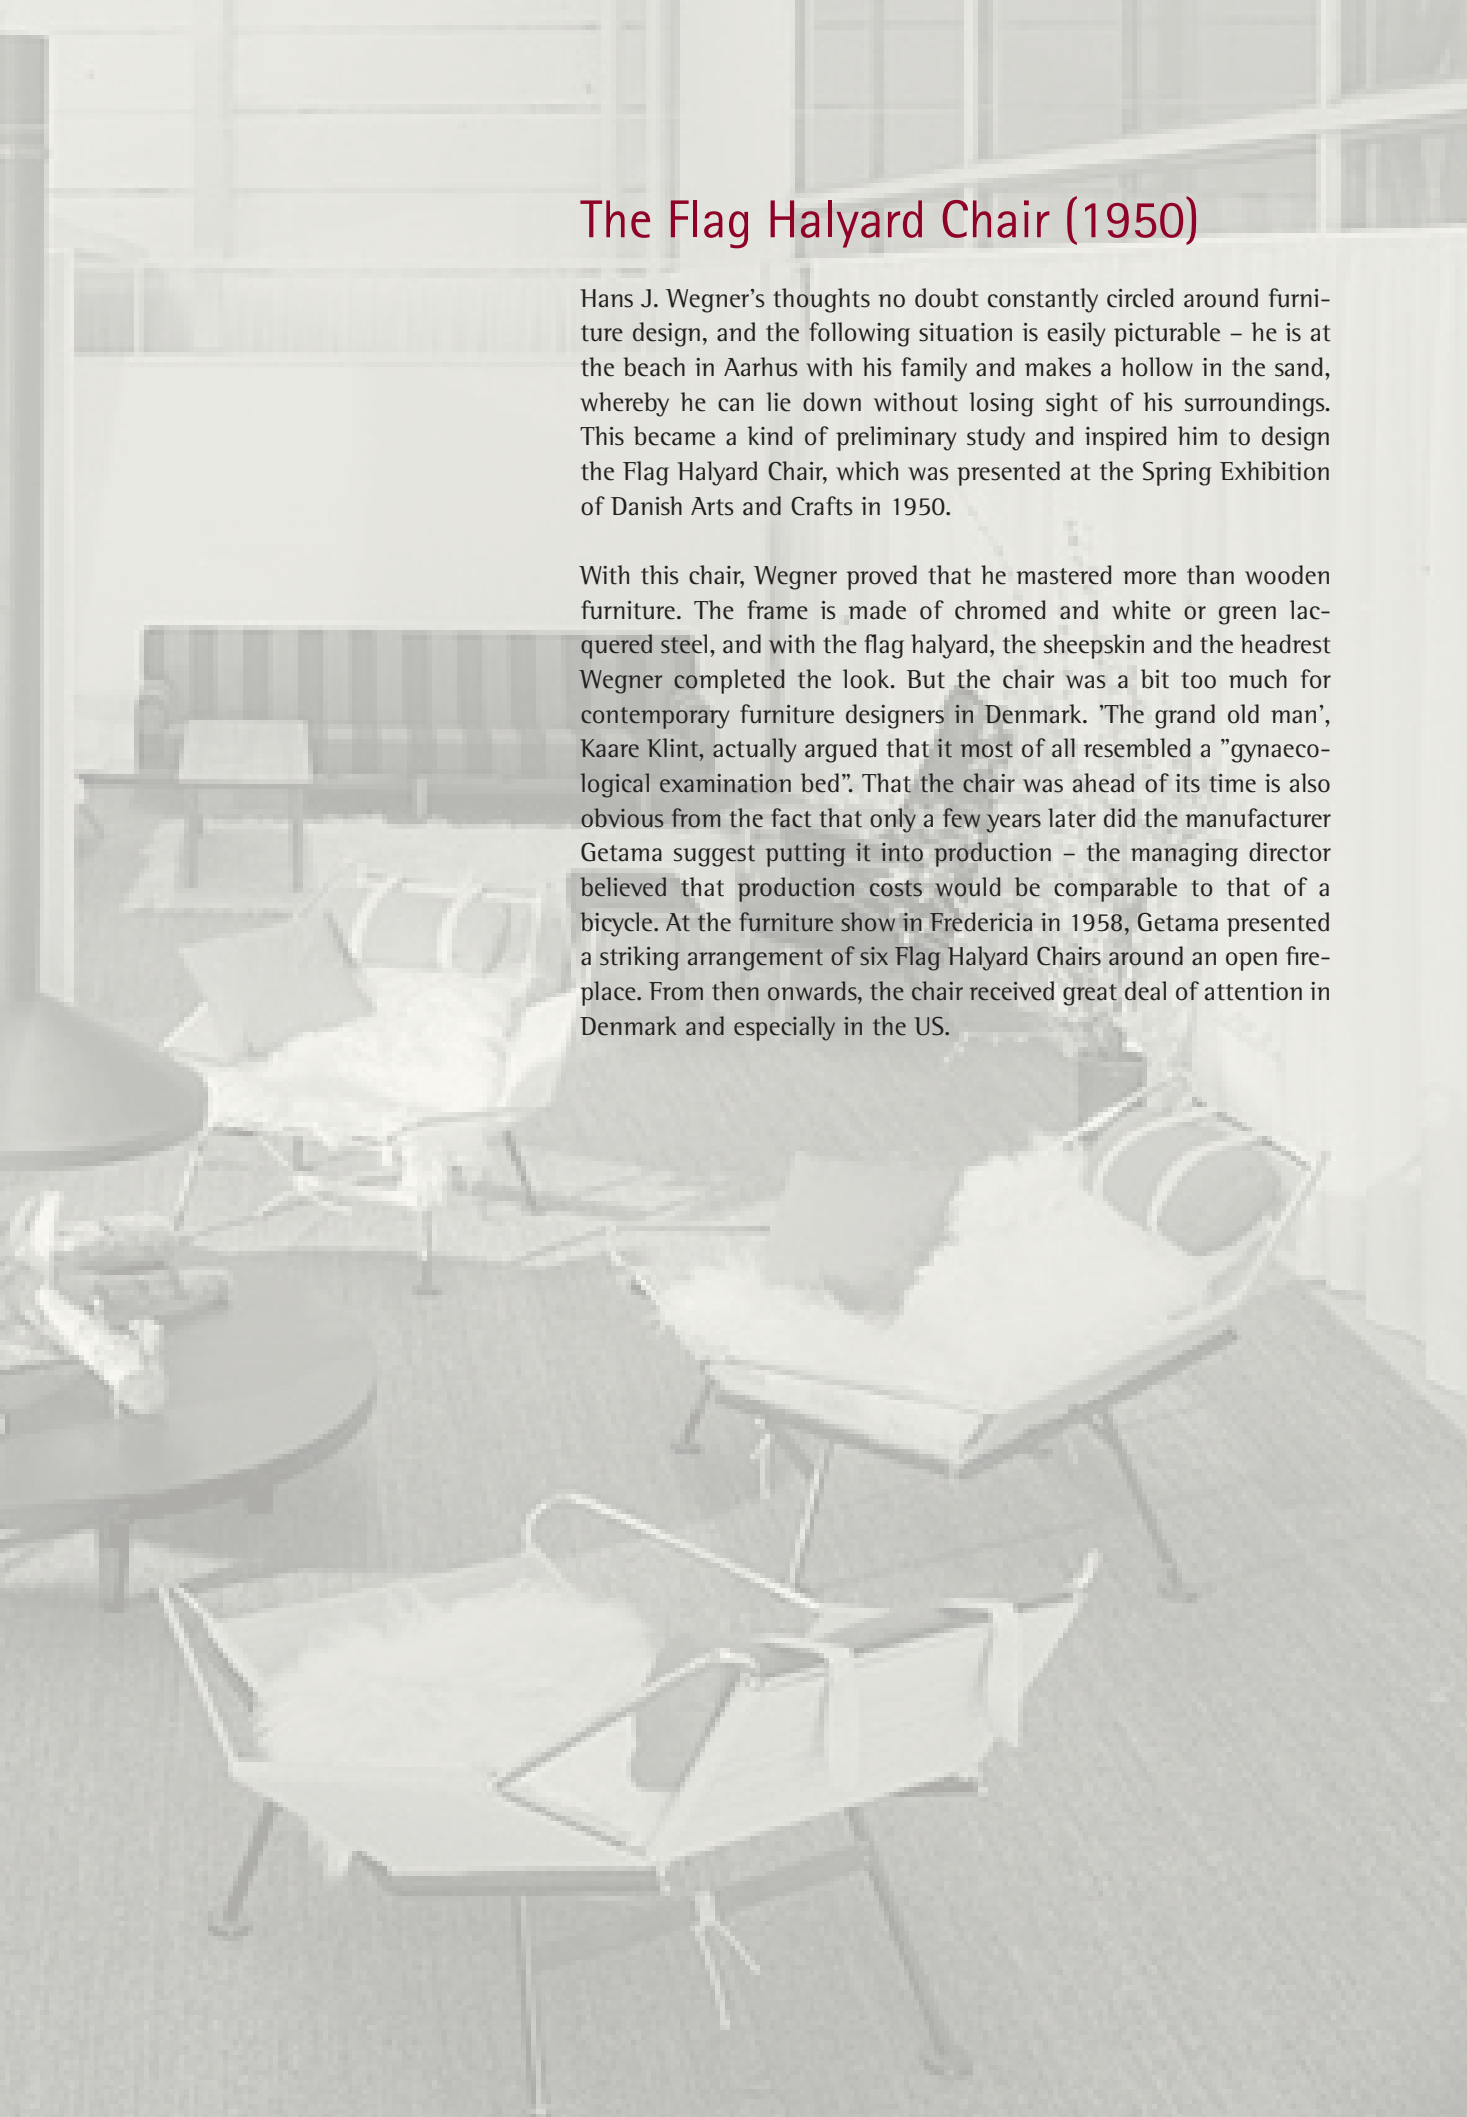 The Flag Halyard Chair (1950)
Hans J. Wegner’s thoughts no doubt constantly circled around furni-
ture design, and the following situation is easily picturable – he is at
the beach in Aarhus with his family and makes a hollow in the sand,
whereby he can lie down without losing sight of his surroundings.
This became a kind of preliminary study and inspired him to design
the Flag Halyard Chair, which was presented at the Spring Exhibition
of Danish Arts and Crafts in 1950.
With this chair, Wegner proved that he mastered more than wooden
furniture. The frame is made of chromed and white or green lac-
quered steel, and with the flag halyard, the sheepskin and the headrest
Wegner completed the look. But the chair was a bit too much for
contemporary furniture designers in Denmark. ’The grand old man’,
Kaare Klint, actually argued that it most of all resembled a ”gynaeco-
logical examination bed”. That the chair was ahead of its time is also
obvious from the fact that only a few years later did the manufacturer
Getama suggest putting it into production – the managing director
believed that production costs would be comparable to that of a
bicycle. At the furniture show in Fredericia in 1958, Getama presented
a striking arrangement of six Flag Halyard Chairs around an open fire-
place. From then onwards, the chair received great deal of attention in
Denmark and especially in the US.